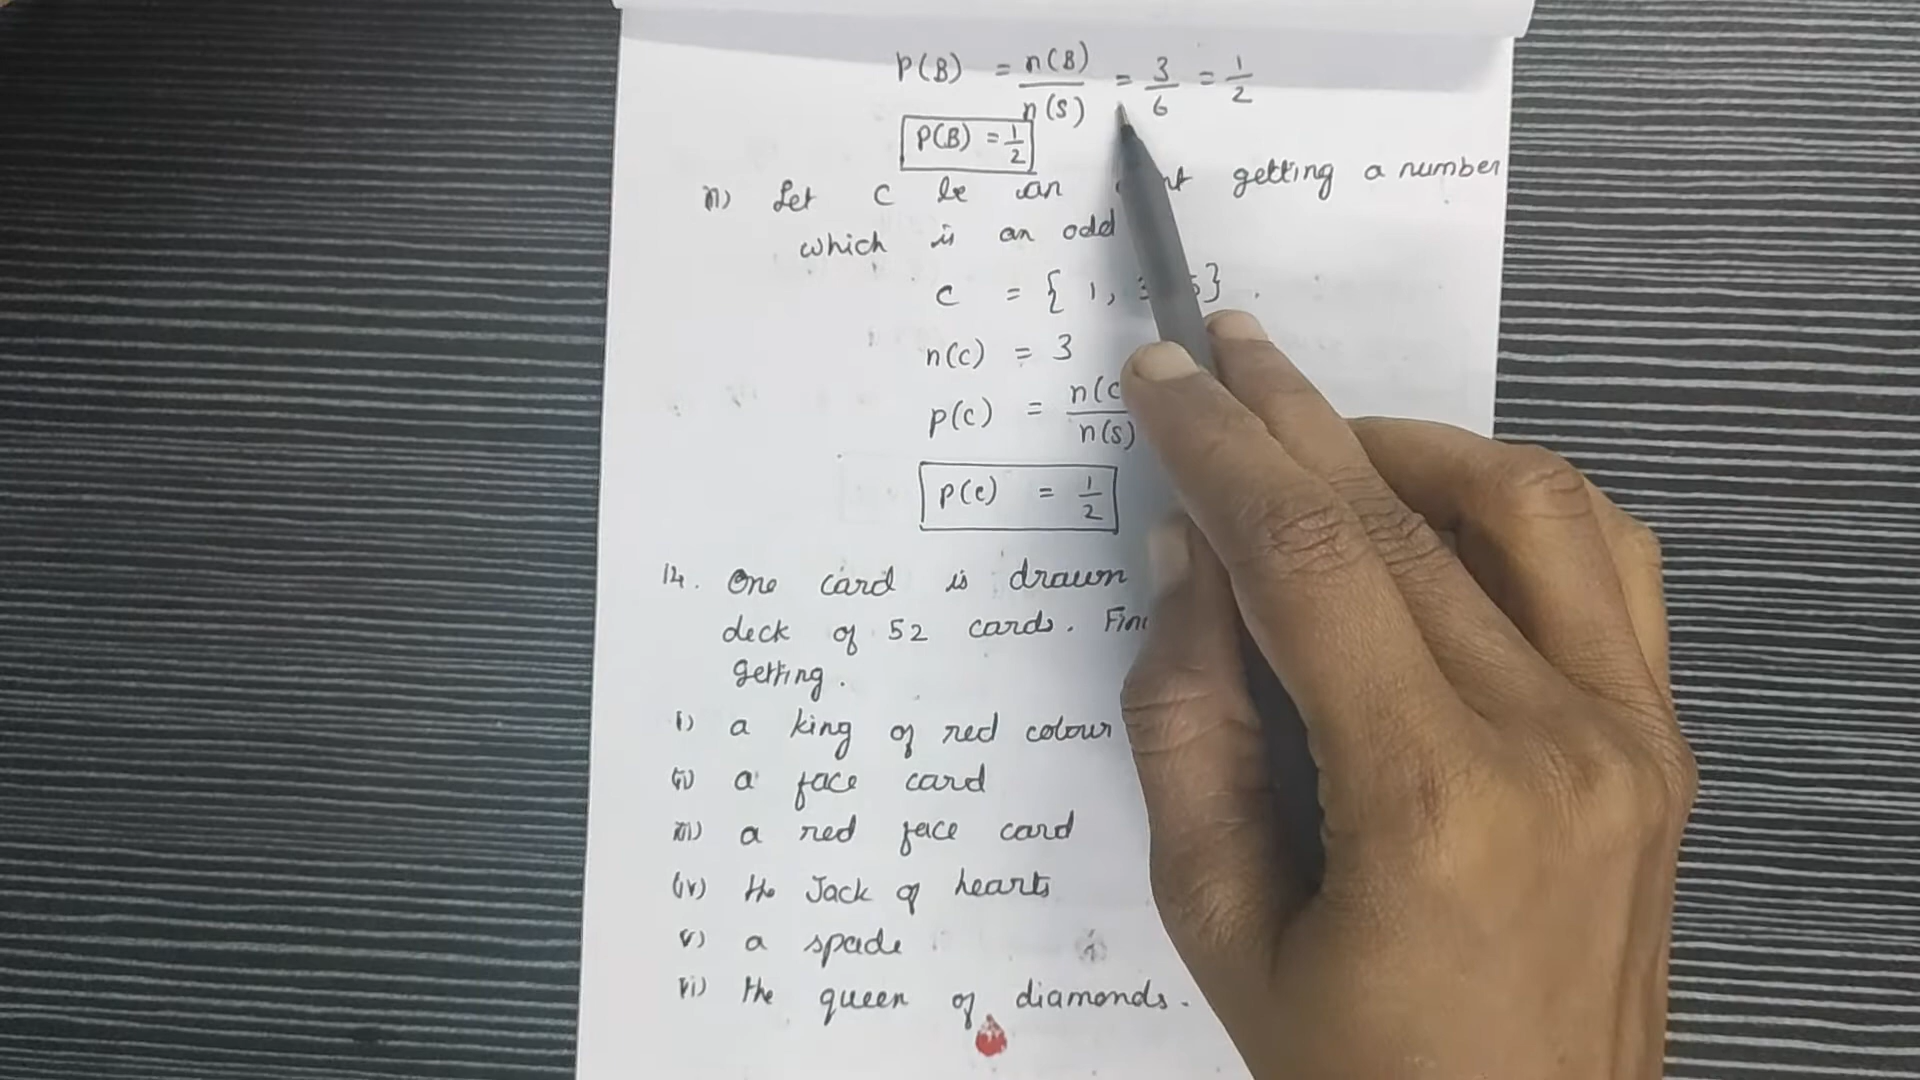 P(B) = n(B)/n(S) = 3/6 = 1/2
P(B) = 1/2
iii) Let C be an getting a number
which is an odd
C = { 1, 3 5}.
n(C) = 3
P(C) = n(C / n(S)
P(C) = 1/2
14. One card is drawn
deck of 52 cards.
getting.
i) a king of red colour
(ii) a face card
iii) a red face card
(iv) the Jack of hearts
v) a spade
vi) the queen of diamonds.